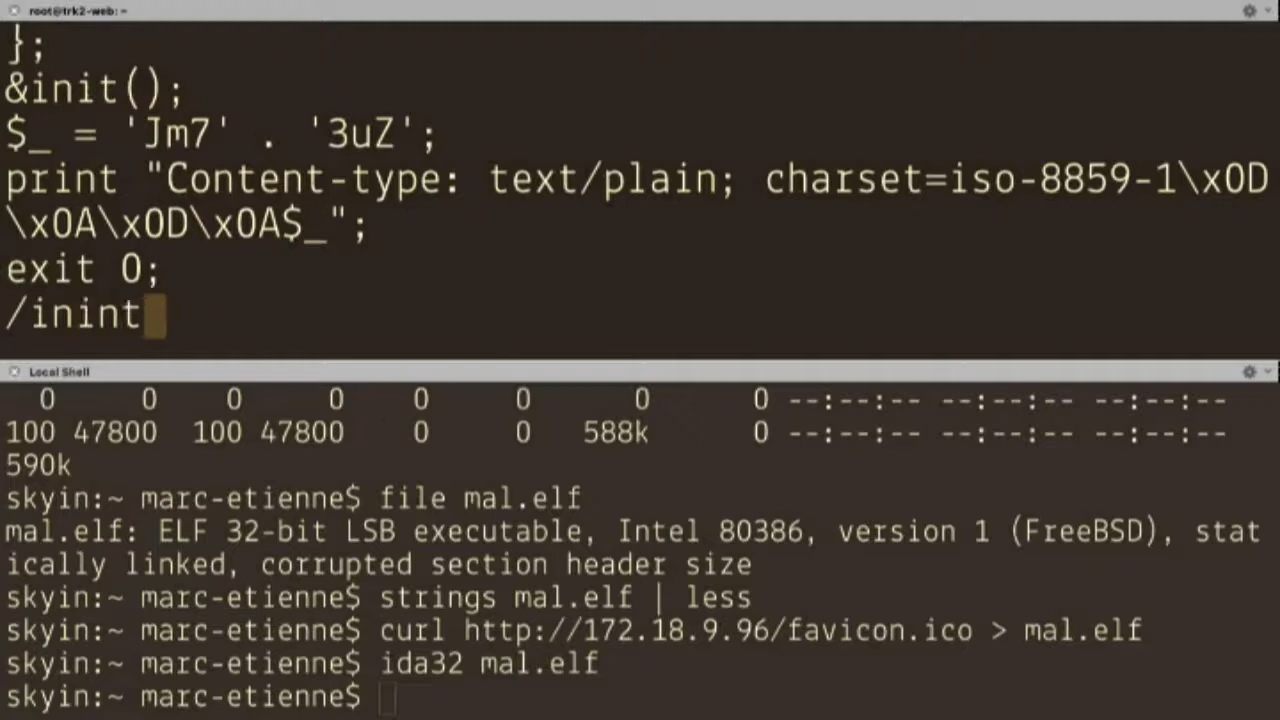 root@trk2-web: ~
};
&init();
$_ = 'Jm7' . '3uZ';
print "Content-type: text/plain; charset=iso-8859-1\x0D
\x0A\x0D\x0A$_";
exit 0;
/inint
Local Shell
0 0 0 0 0 0 0 0 --:--:-- --:--:-- --:--:--
100 47800 100 47800 0 0 588k 0 --:--:-- --:--:-- --:--:--
590k
skyin:~ marc-etienne$ file mal.elf
mal.elf: ELF 32-bit LSB executable, Intel 80386, version 1 (FreeBSD), stat
ically linked, corrupted section header size
skyin:~ marc-etienne$ strings mal.elf | less
skyin:~ marc-etienne$ curl http://172.18.9.96/favicon.ico > mal.elf
skyin:~ marc-etienne$ ida32 mal.elf
skyin:~ marc-etienne$